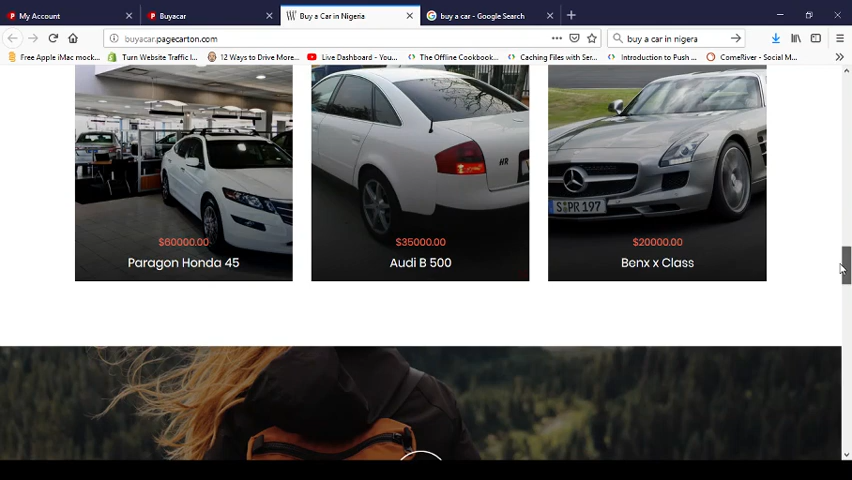 My Account
Buyacar
Buy a Car in Nigeria
buy a car - Google Search
buyacar.pagecarton.com
buy a car in nigera
Free Apple iMac mock...
Turn Website Traffic I...
12 Ways to Drive More...
Live Dashboard - You...
The Offline Cookbook...
Caching Files with Ser...
Introduction to Push ...
ComeRiver - Social M...
HR
S·PR 197
$60000.00
$35000.00
$20000.00
Paragon Honda 45
Audi B 500
Benx x Class